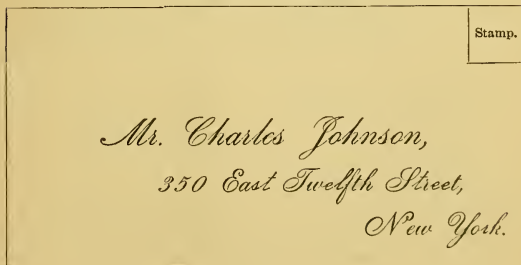 Stamp.
Mr. Charles Johnson,
350 East Twelfth Street,
New York.